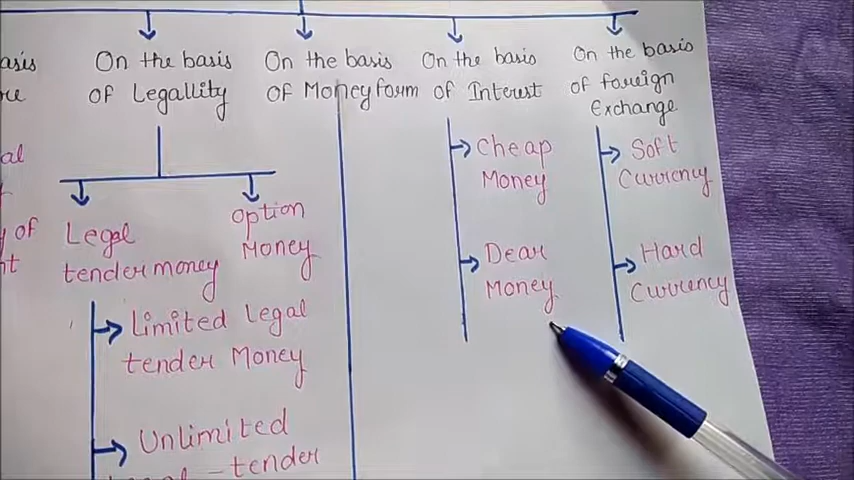 On the basis
of Legallity
Legal
tender money
Option
Money
Limited Legal
tender Money
Unlimited
tender
On the basis
of Money form
On the basis
of Interest
Cheap
Money
Dear
Money
On the basis
of foreign
Exchange
Soft
Currency
Hard
Currency